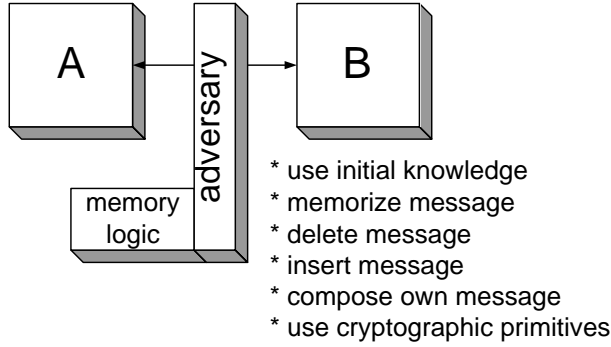 A
adversary
B
memory
logic
* use initial knowledge
* memorize message
* delete message
* insert message
* compose own message
* use cryptographic primitives